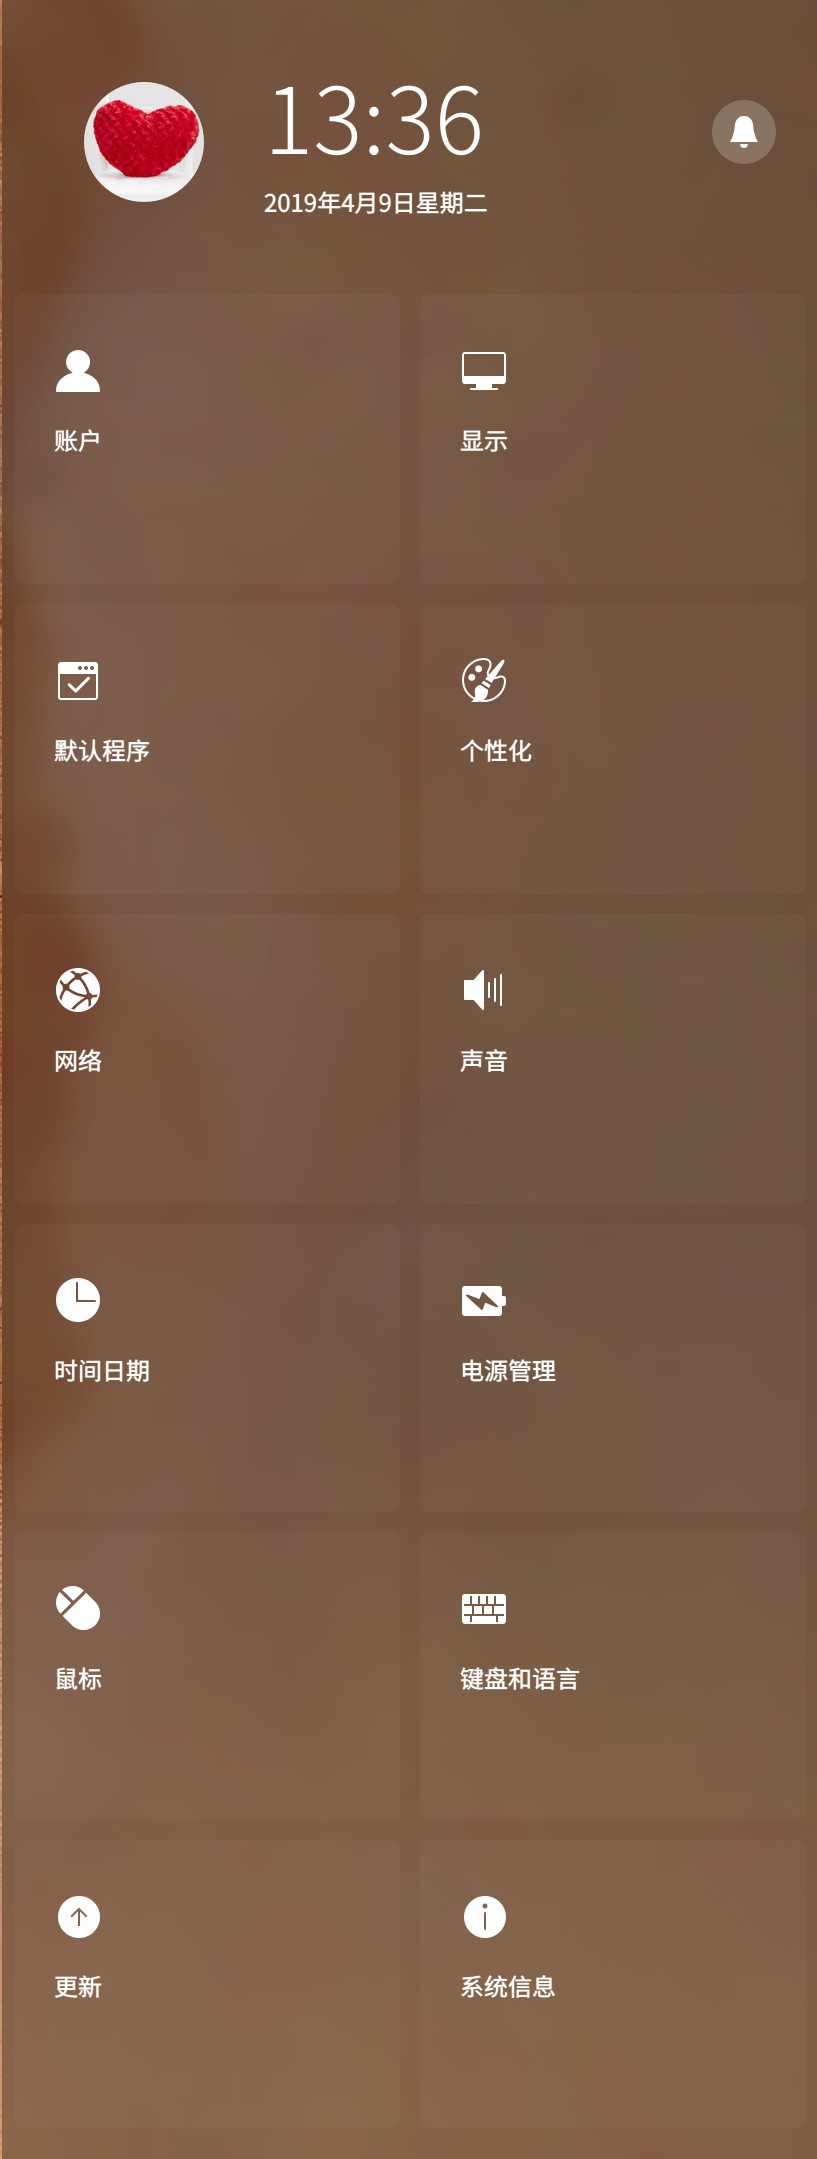 13:36
2019年4月9日星期二
账户
显示
默认程序
个性化
网络
声音
时间日期
电源管理
鼠标
键盘和语言
更新
系统信息